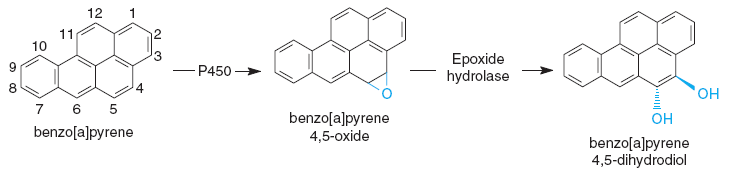 12
1
11
2
10
3
9
8
4
7
6
5
benzo[a]pyrene
P450
O
benzo[a]pyrene
4,5-oxide
Epoxide
hydrolase
OH
OH
benzo[a]pyrene
4,5-dihydrodiol